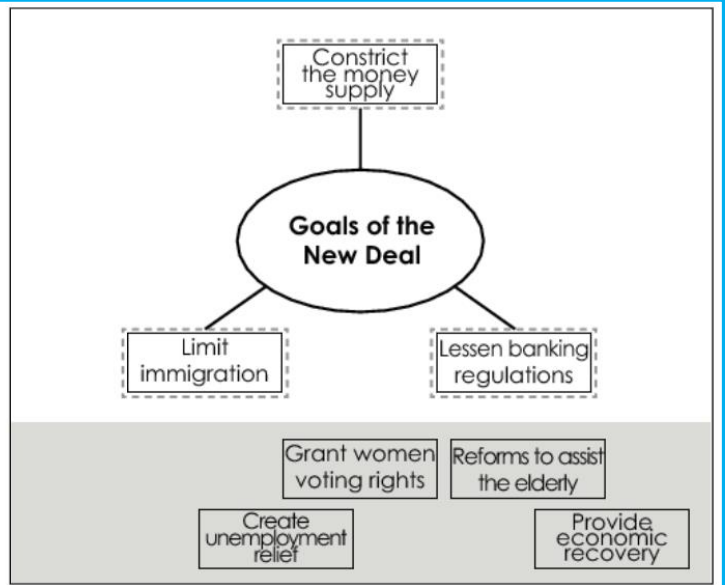 Constrict
the money
supply
Goals of the
New Deal
Limit
immigration
Lessen banking
regulations
Grant women
voting rights
Reforms to assist
the elderly
Create
unemployment
relief
Provide
economic
recovery